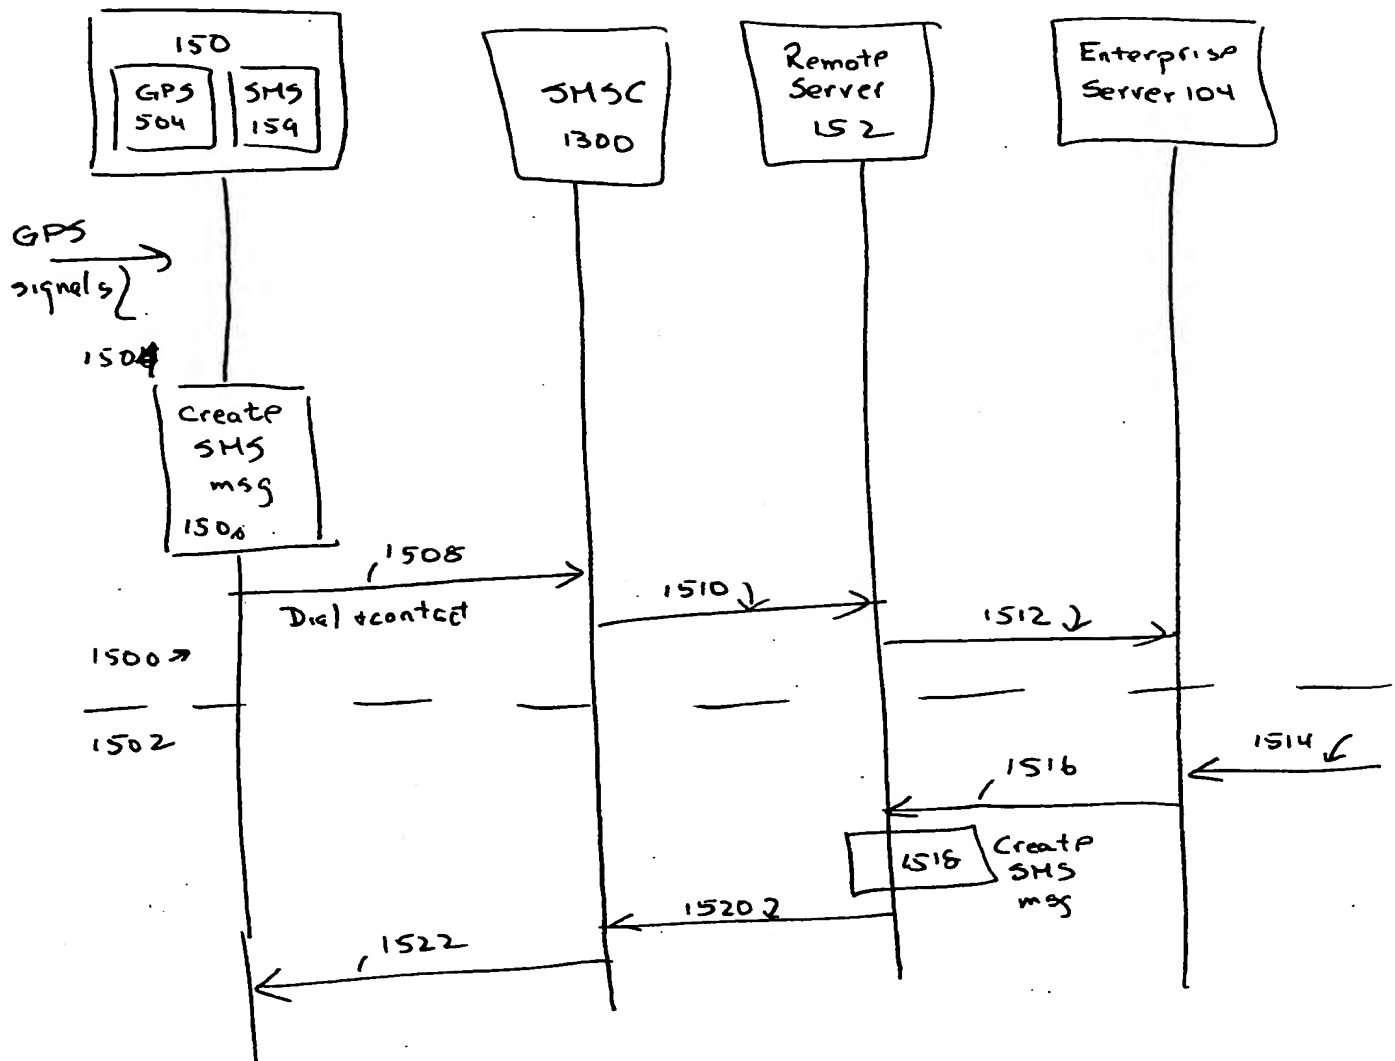 150
GPS
504
SMS
159
SMSC
1300
Remote
Server
152
Enterprise
Server 104
GPS
signals
1504
Create
SMS
msg
1508
Dial + contact
1510
1512
1500
1502
1514
1516
1518
Create
SMS
msg
1520
1522